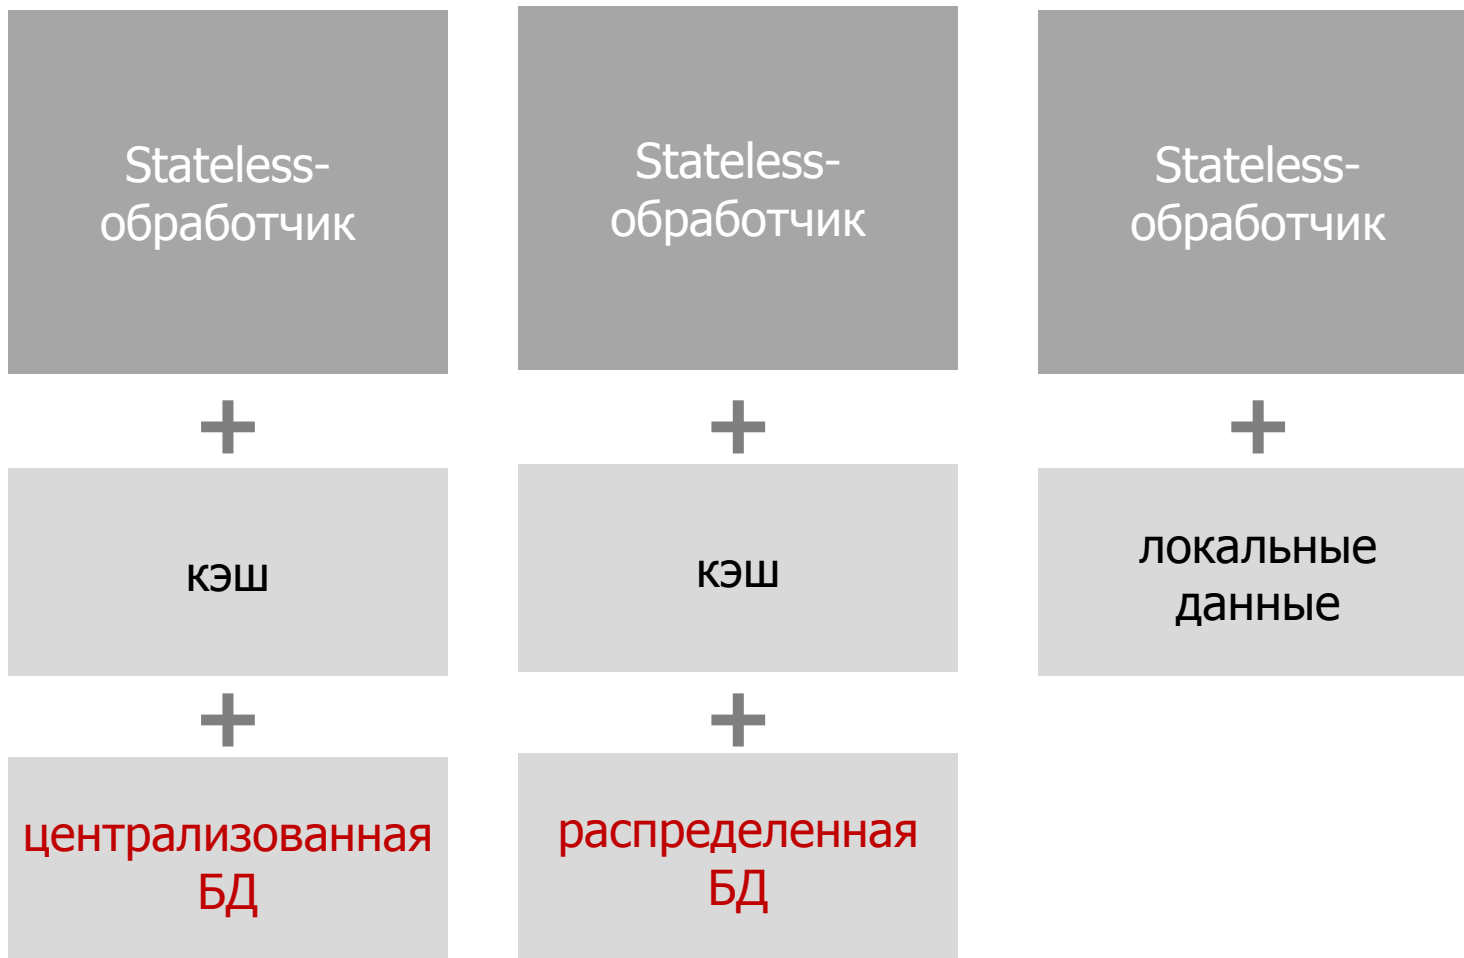 Stateless-
обработчик
+
кэш
+
централизованная
БД
Stateless-
обработчик
+
кэш
+
распределенная
БД
Stateless-
обработчик
+
локальные
данные